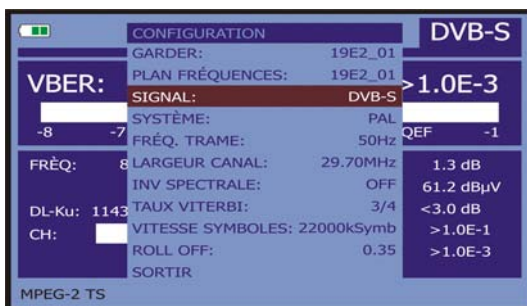 CONFIGURATION
DVB-S
GARDER: 19E2_01
PLAN FRÉQUENCES: 19E2_01
VBER: >1.0E-3
SIGNAL: DVB-S
SYSTÈME: PAL
-8 -7 QEF -1
FRÉQ. TRAME: 50Hz
FRÈQ: 8 LARGEUR CANAL: 29.70MHz 1.3 dB
INV SPECTRALE: OFF 61.2 dBµV
DL-Ku: 1143 TAUX VITERBI: 3/4 <3.0 dB
CH: VITESSE SYMBOLES: 22000kSymb >1.0E-1
ROLL OFF: 0.35 >1.0E-3
SORTIR
MPEG-2 TS